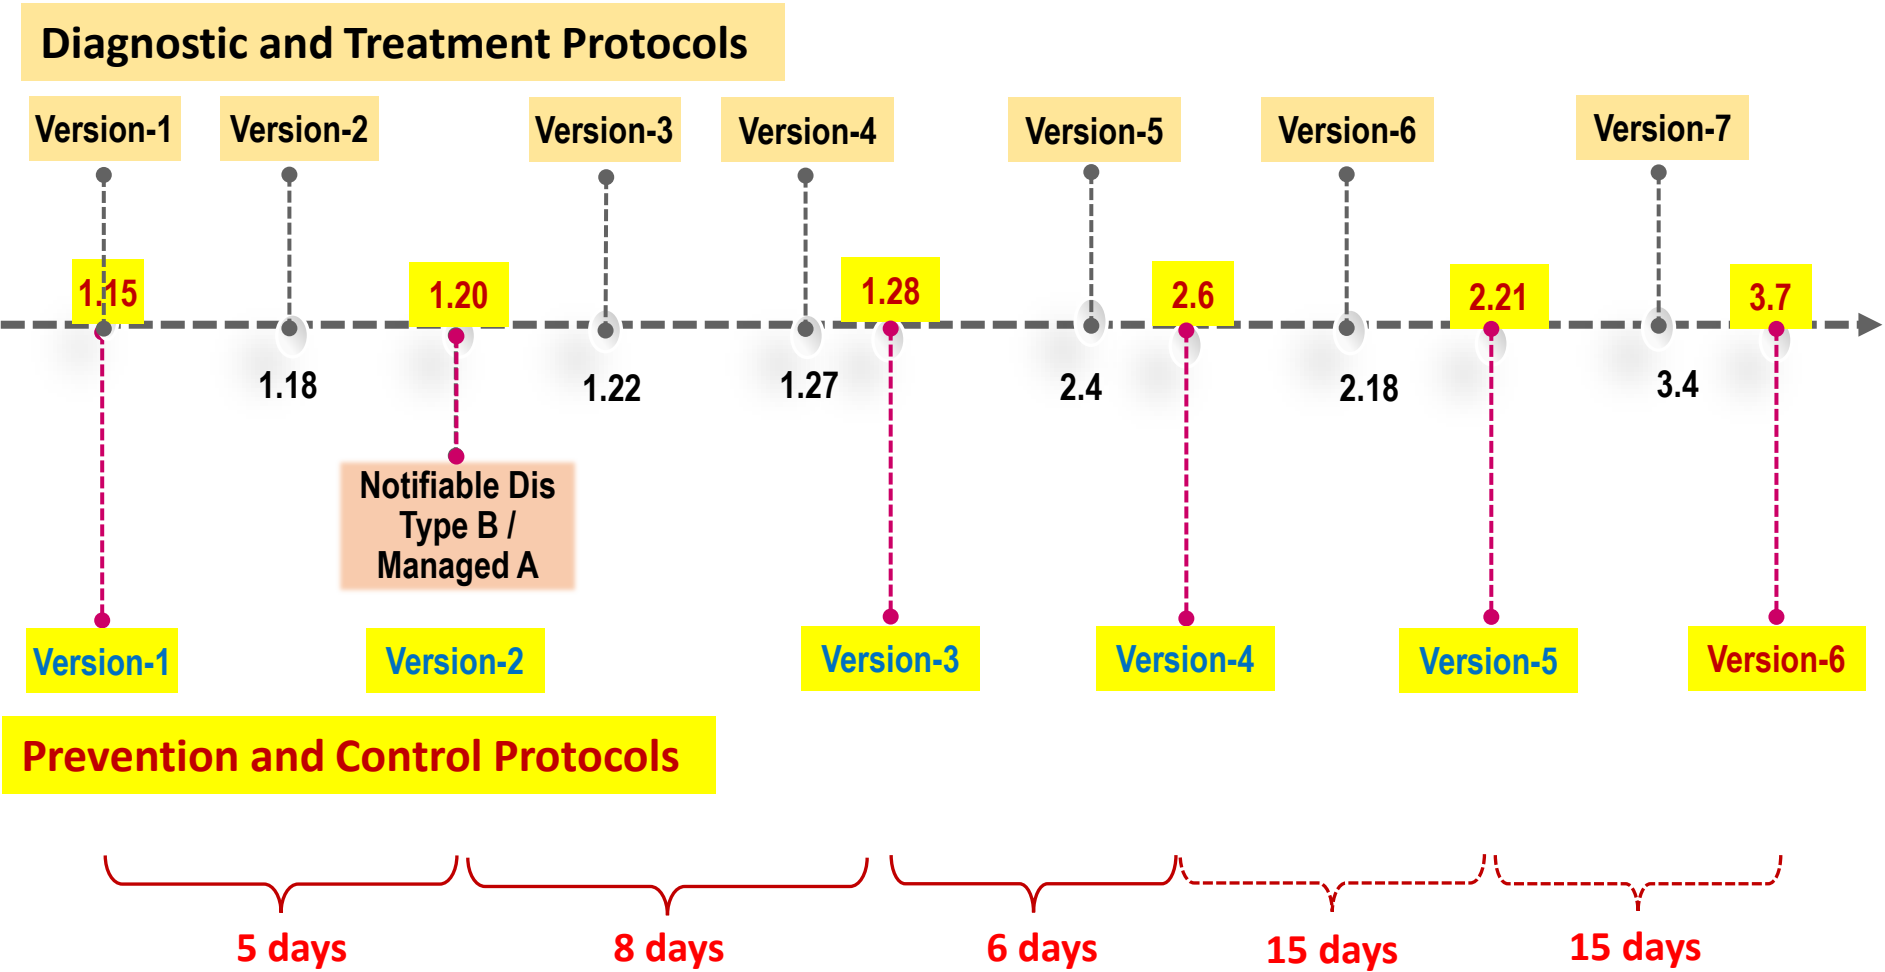 Diagnostic and Treatment Protocols
Version-1 Version-2 Version-3 Version-4 Version-5 Version-6 Version-7
1.15 1.20 1.28 2.6 2.21 3.7
1.18 1.22 1.27 2.4 2.18 3.4
Notifiable Dis
Type B /
Managed A
Version-1 Version-2 Version-3 Version-4 Version-5 Version-6
Prevention and Control Protocols
5 days 8 days 6 days 15 days 15 days